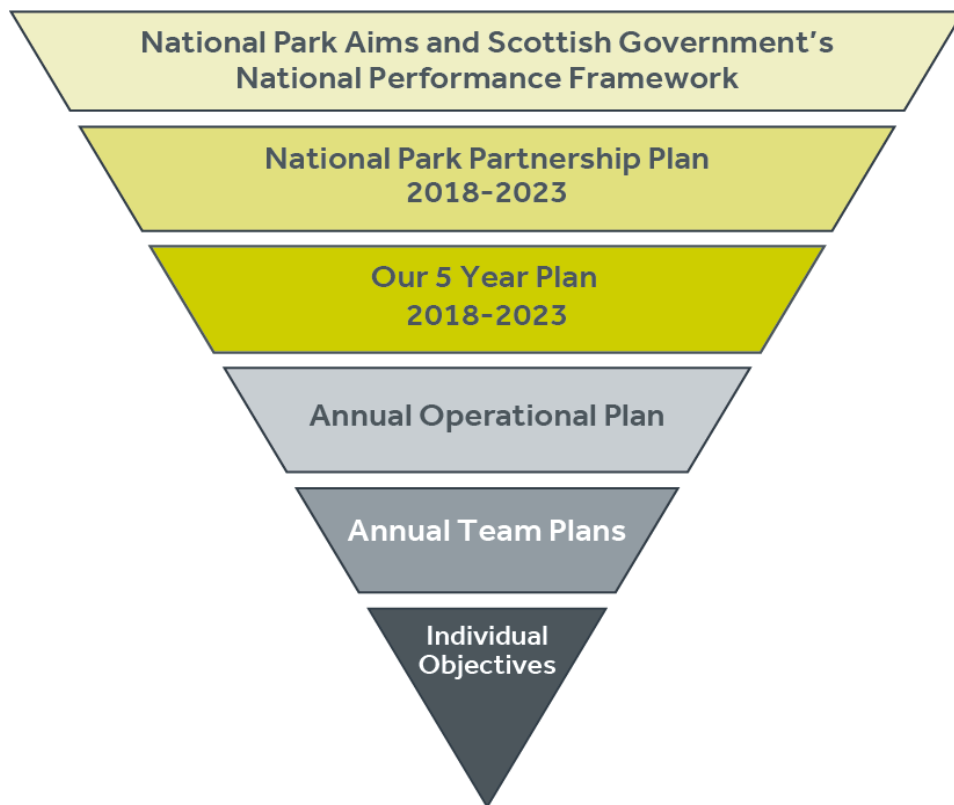 National Park Aims and Scottish Government's
National Performance Framework
National Park Partnership Plan
2018-2023
Our 5 Year Plan
2018-2023
Annual Operational Plan
Annual Team Plans
Individual
Objectives